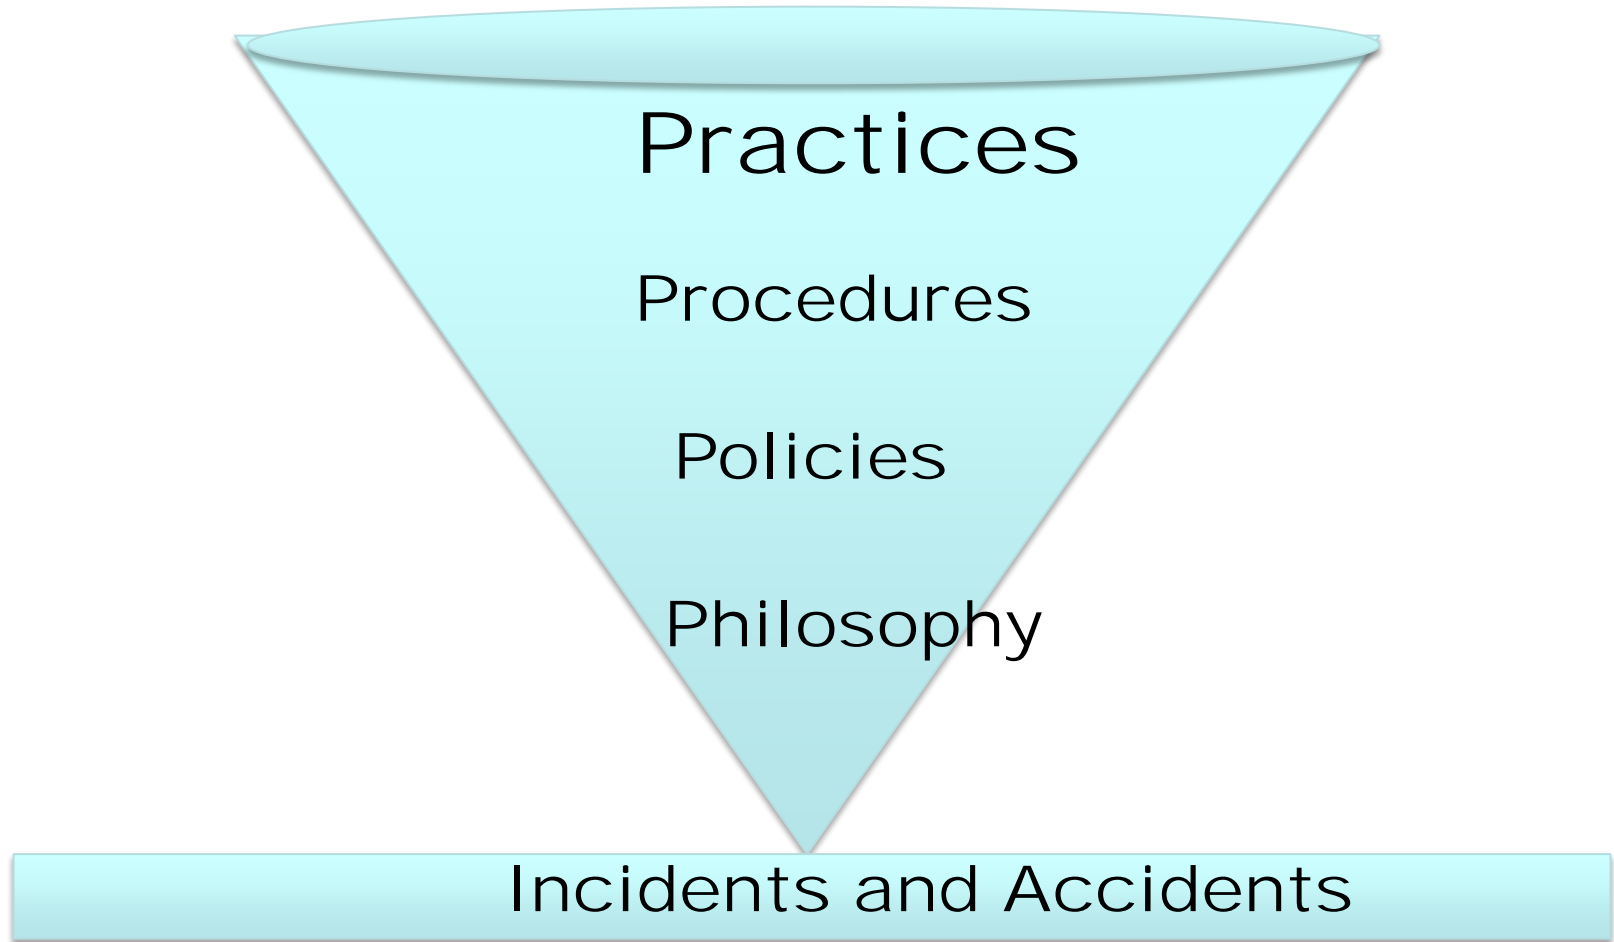 Practices
Procedures
Policies
Philosophy
Incidents and Accidents